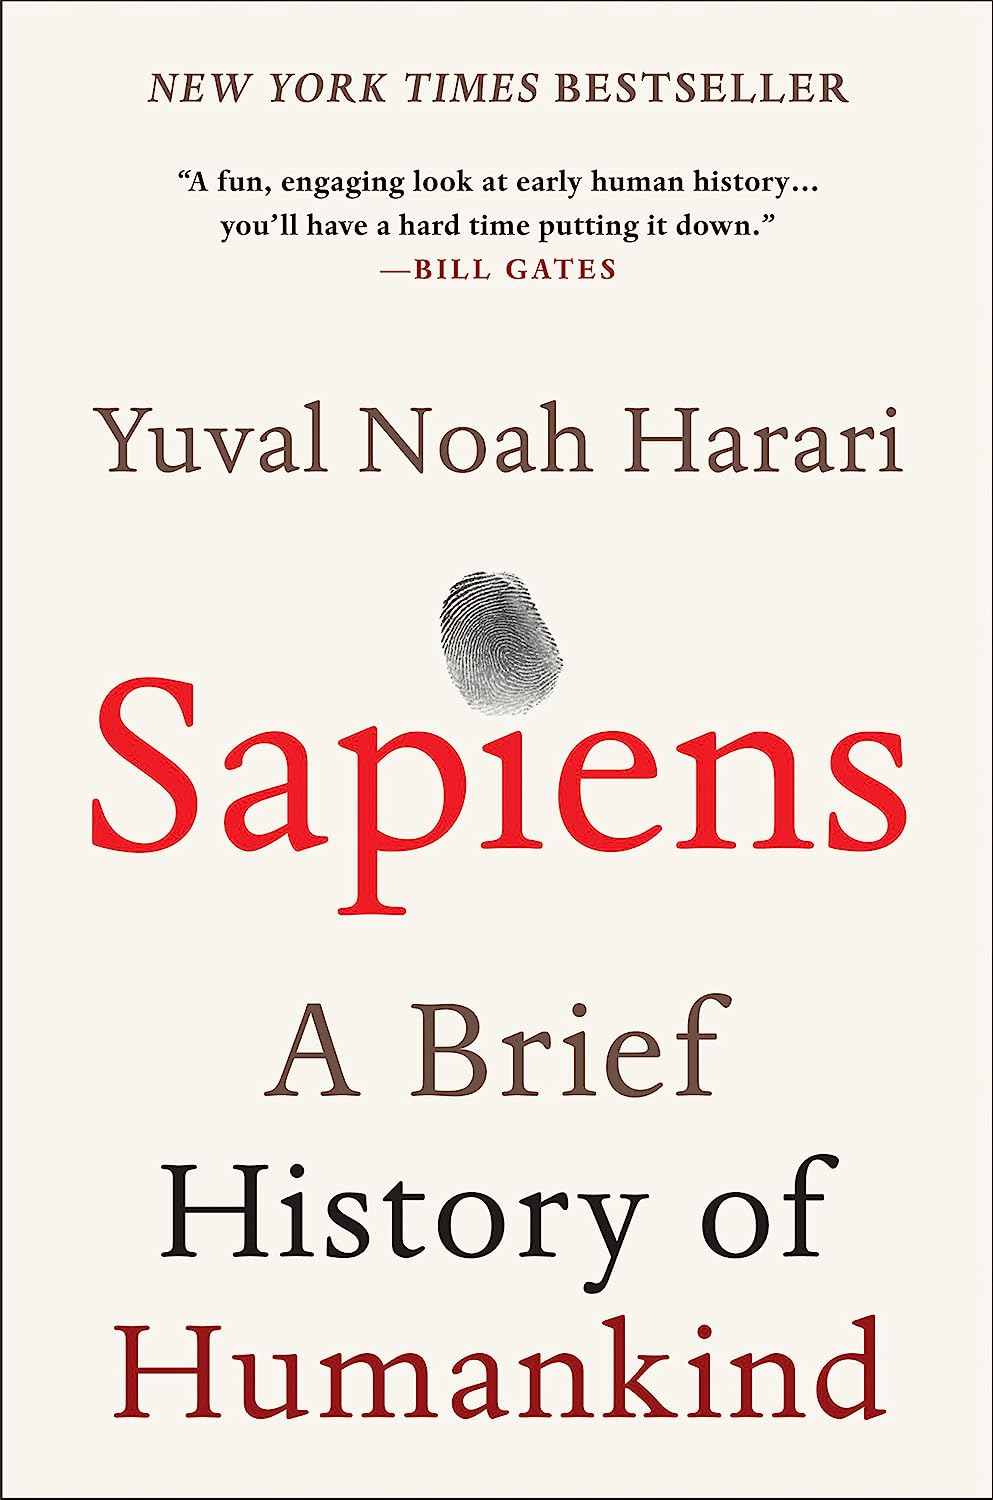 NEW YORK TIMES BESTSELLER
“A fun, engaging look at early human history...
you’ll have a hard time putting it down.”
—BILL GATES
Yuval Noah Harari
Sapiens
A Brief
History of
Humankind